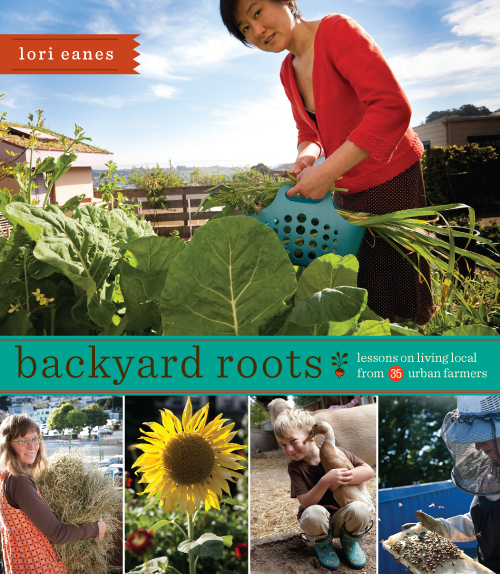 lori eanes
backyard roots
lessons on living local
from 35 urban farmers